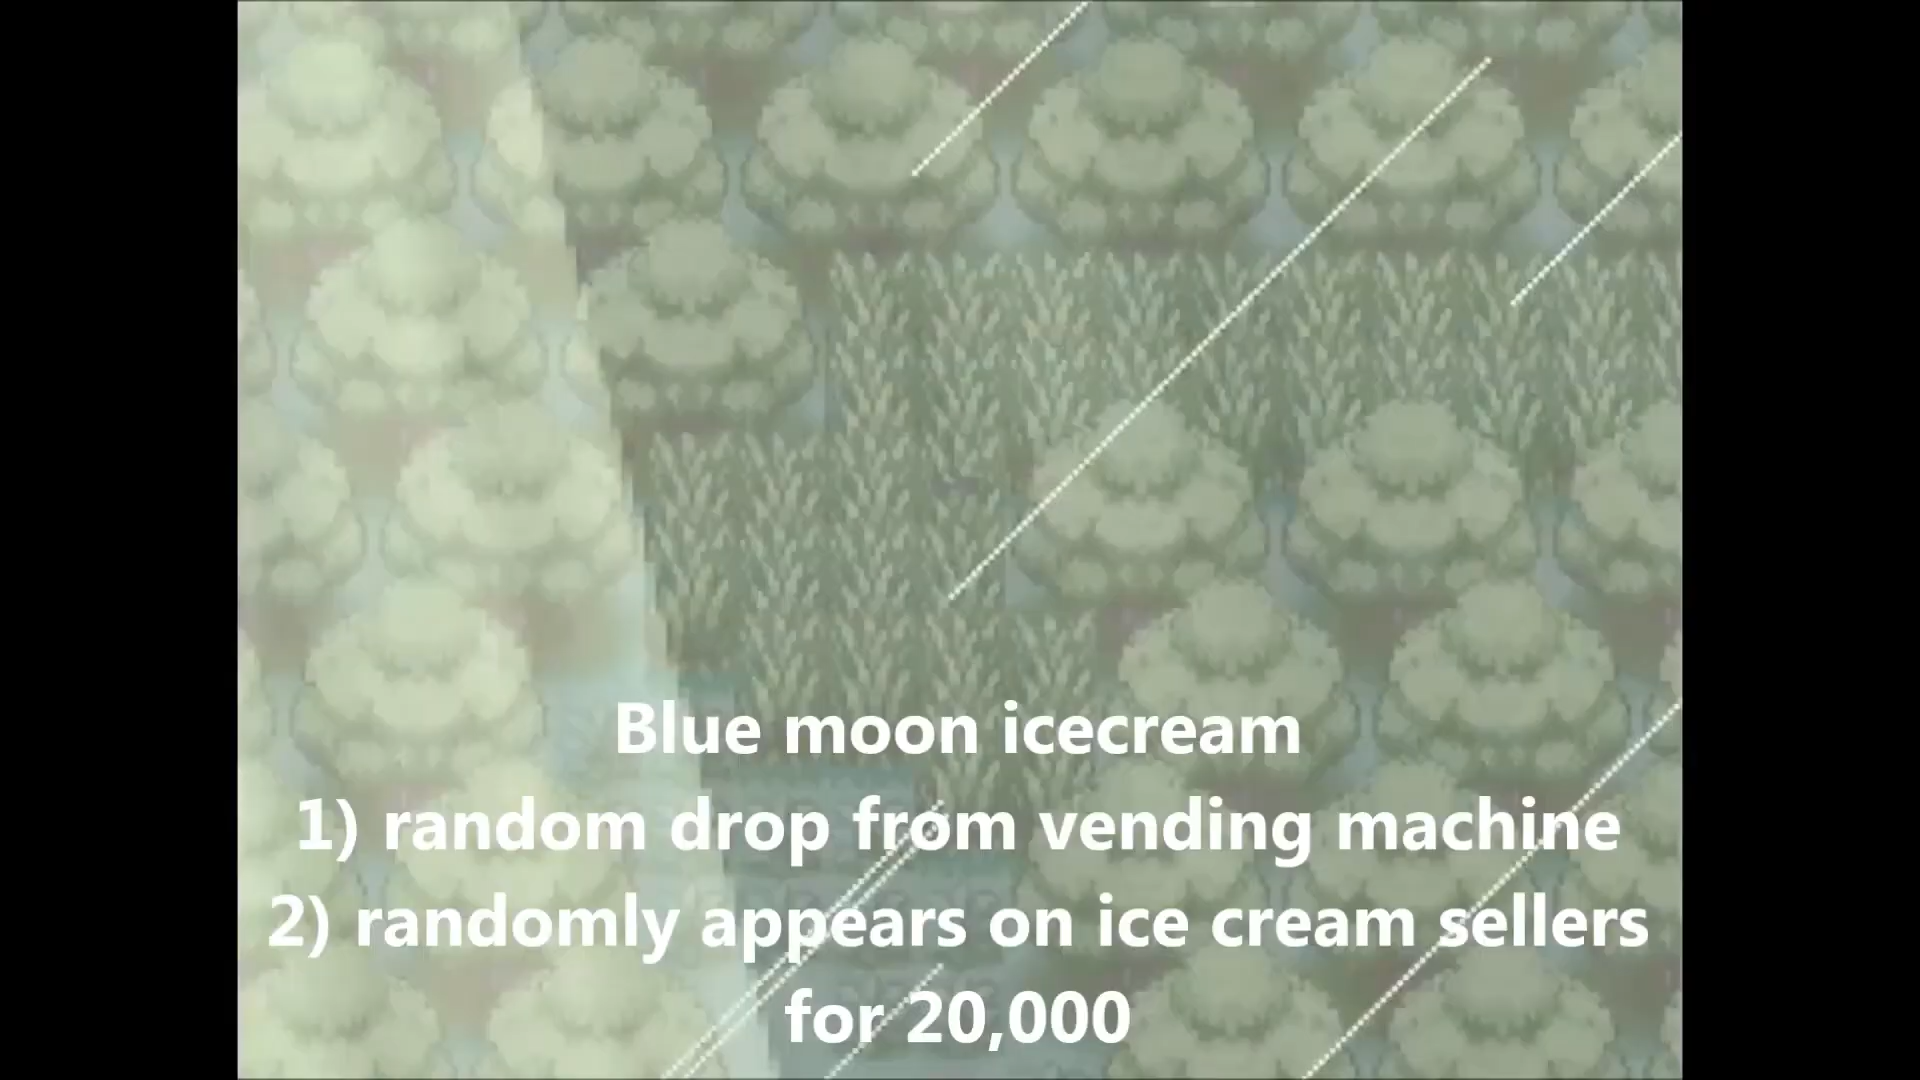 Blue moon icecream
1) random drop from vending machine
2) randomly appears on ice cream sellers
for 20,000